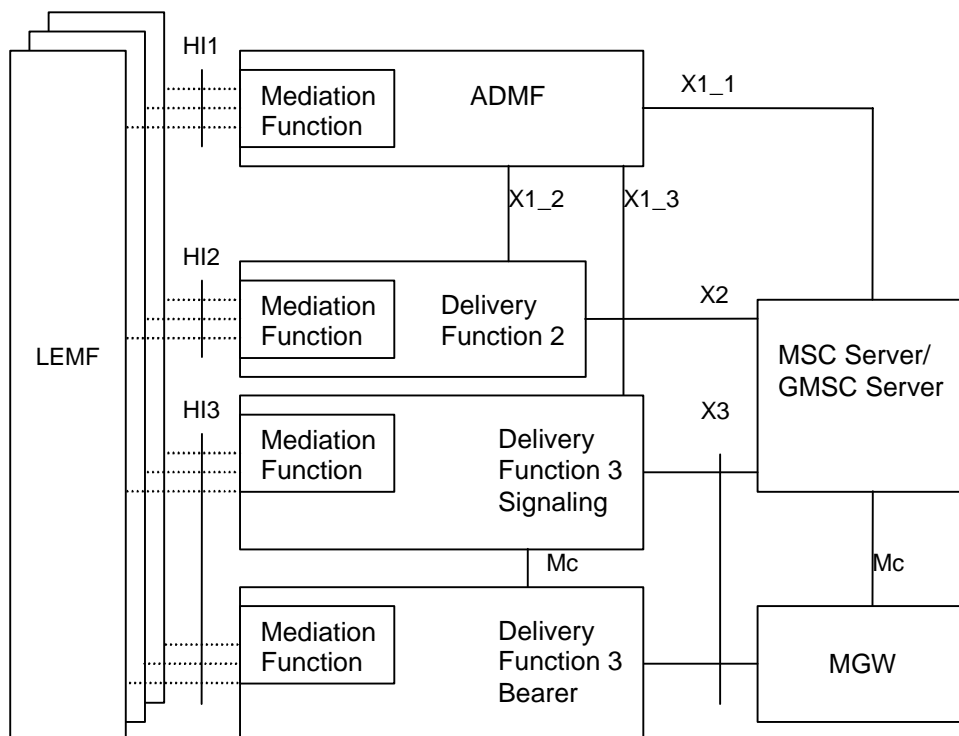 HI1
Mediation
Function
ADMF
X1_1
X1_2
X1_3
HI2
Mediation
Function
Delivery
Function 2
X2
LEMF
MSC Server/
GMSC Server
HI3
Mediation
Function
Delivery
Function 3
Signaling
X3
Mc
Mc
Mediation
Function
Delivery
Function 3
Bearer
MGW